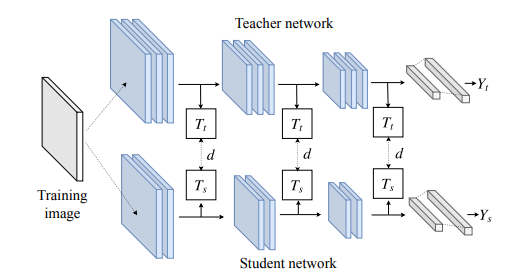 Teacher network
Y_t
T_t T_t T_t
d d d
T_s T_s T_s
Training
image
Y_s
Student network